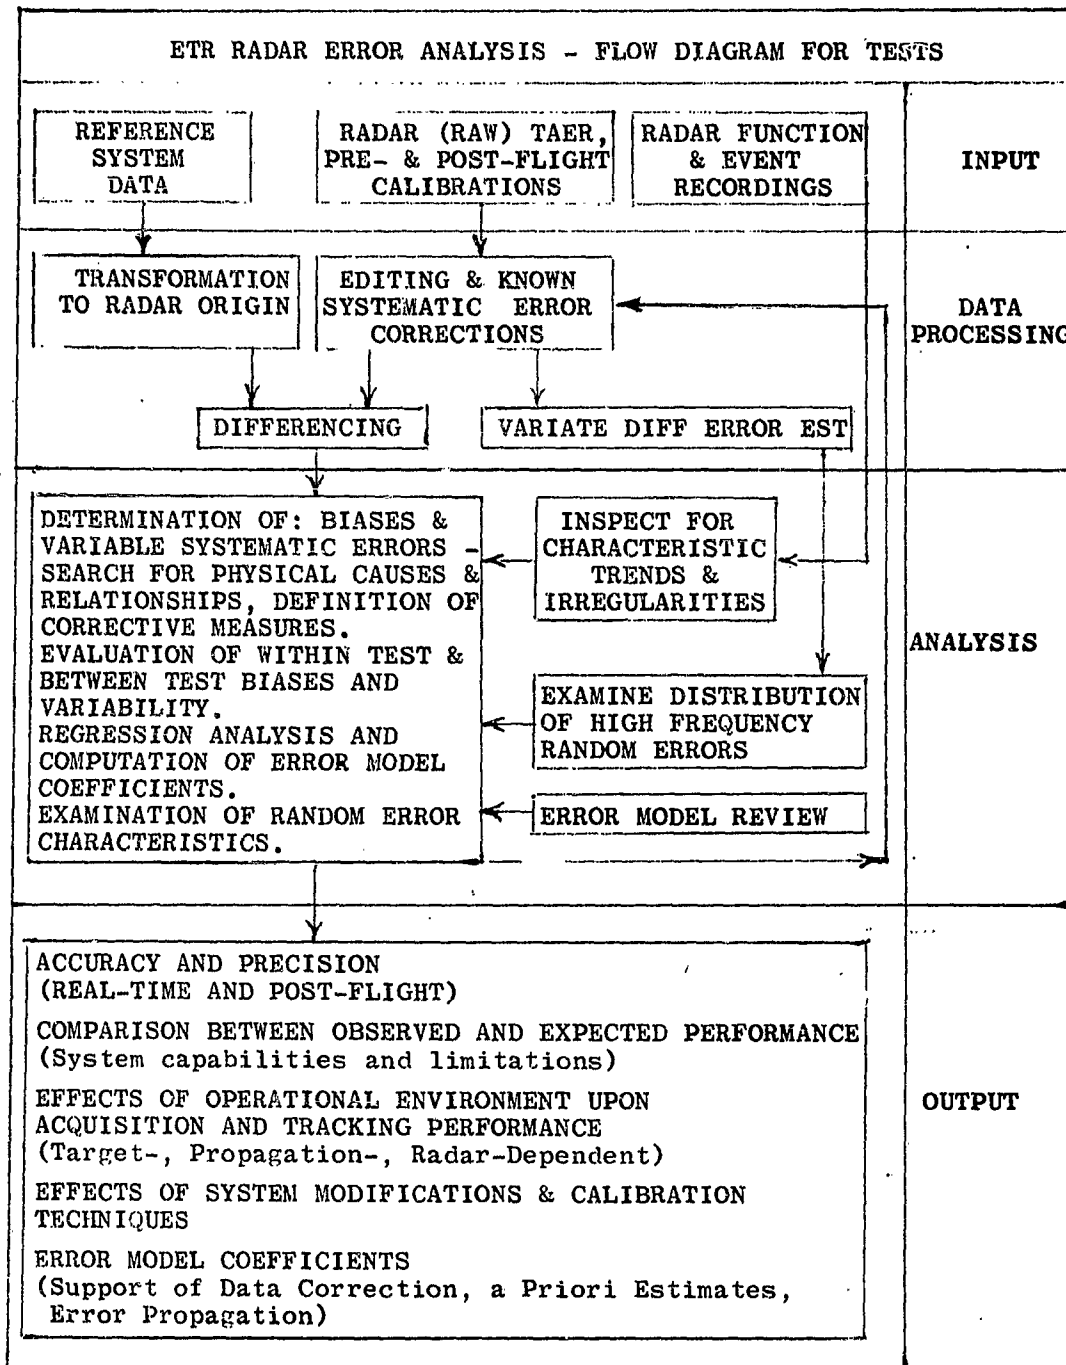 ETR RADAR ERROR ANALYSIS - FLOW DIAGRAM FOR TESTS
REFERENCE
SYSTEM
DATA
RADAR (RAW) TAER,
PRE- & POST-FLIGHT
CALIBRATIONS
RADAR FUNCTION
& EVENT
RECORDINGS
INPUT
TRANSFORMATION
TO RADAR ORIGIN
EDITING & KNOWN
SYSTEMATIC ERROR
CORRECTIONS
DATA
PROCESSING
DIFFERENCING
VARIATE DIFF ERROR EST
DETERMINATION OF: BIASES &
VARIABLE SYSTEMATIC ERRORS -
SEARCH FOR PHYSICAL CAUSES &
RELATIONSHIPS, DEFINITION OF
CORRECTIVE MEASURES.
EVALUATION OF WITHIN TEST &
BETWEEN TEST BIASES AND
VARIABILITY.
REGRESSION ANALYSIS AND
COMPUTATION OF ERROR MODEL
COEFFICIENTS.
EXAMINATION OF RANDOM ERROR
CHARACTERISTICS.
INSPECT FOR
CHARACTERISTIC
TRENDS &
IRREGULARITIES
EXAMINE DISTRIBUTION
OF HIGH FREQUENCY
RANDOM ERRORS
ERROR MODEL REVIEW
ANALYSIS
ACCURACY AND PRECISION
(REAL-TIME AND POST-FLIGHT)
COMPARISON BETWEEN OBSERVED AND EXPECTED PERFORMANCE
(System capabilities and limitations)
EFFECTS OF OPERATIONAL ENVIRONMENT UPON
ACQUISITION AND TRACKING PERFORMANCE
(Target-, Propagation-, Radar-Dependent)
EFFECTS OF SYSTEM MODIFICATIONS & CALIBRATION
TECHNIQUES
ERROR MODEL COEFFICIENTS
(Support of Data Correction, a Priori Estimates,
Error Propagation)
OUTPUT